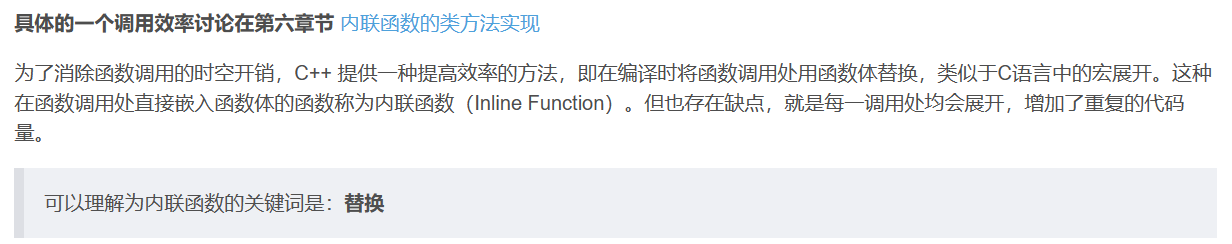 具体的一个调用效率讨论在第六章节 内联函数的类方法实现
为了消除函数调用的时空开销，C++ 提供一种提高效率的方法，即在编译时将函数调用处用函数体替换，类似于C语言中的宏展开。这种
在函数调用处直接嵌入函数体的函数称为内联函数（Inline Function）。但也存在缺点，就是每一调用处均会展开，增加了重复的代码
量。
可以理解为内联函数的关键词是：替换